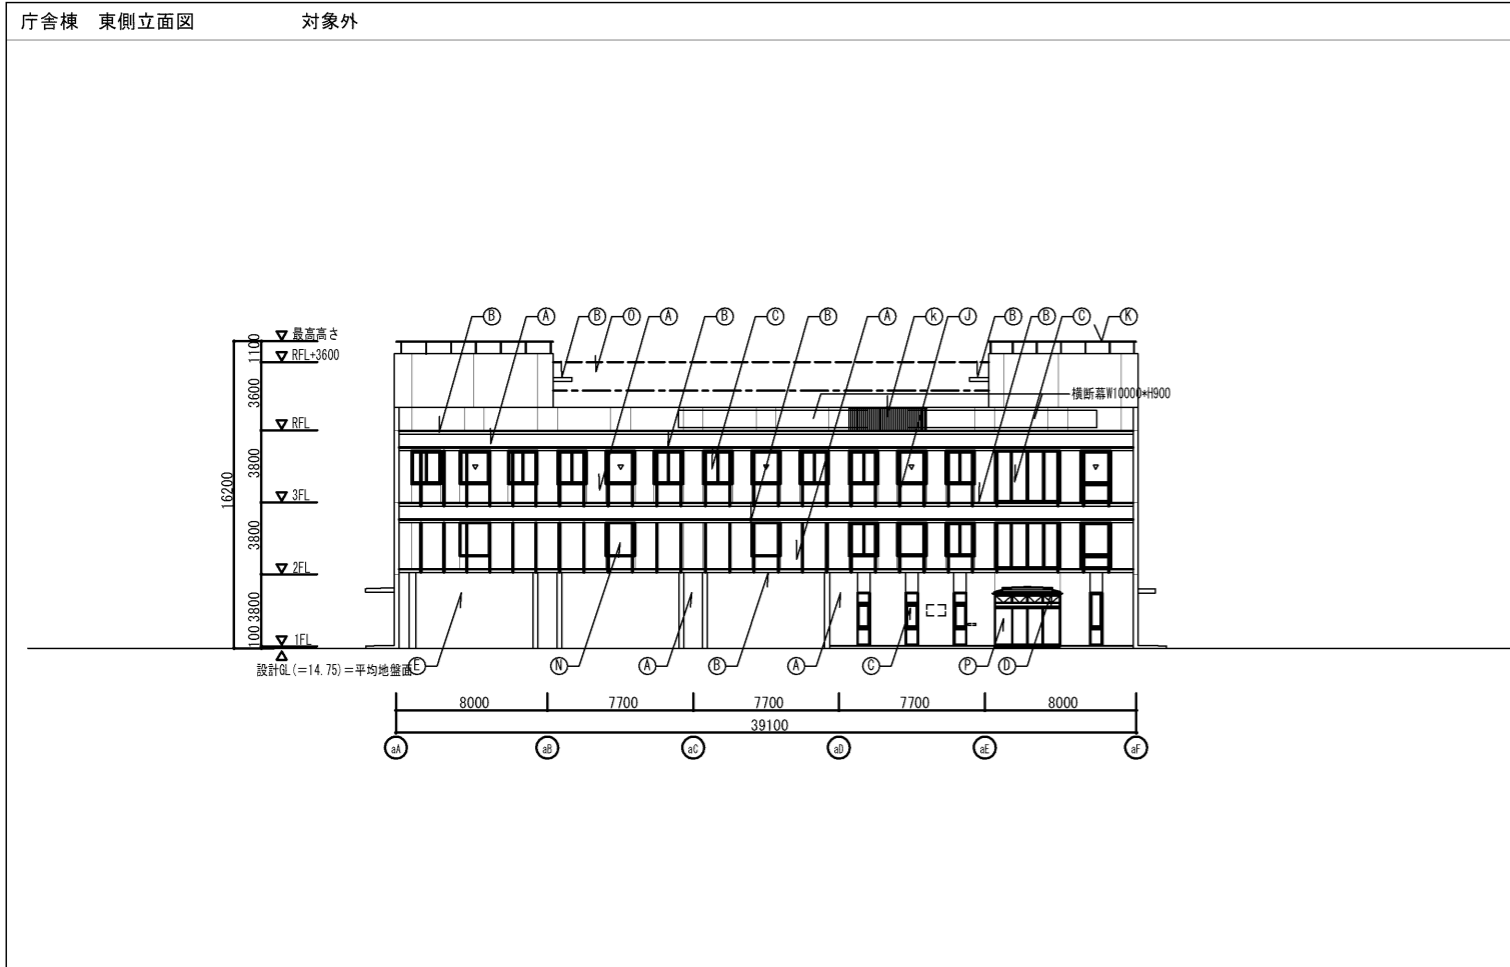 庁舎棟 東側立面図 対象外
B A B O A B C B A k J B B C K
最高高さ
RFL+3600
横断幕W10000*H900
RFL
3FL
2FL
1FL
1100
3600
3800
3800
3800
100
16200
設計GL(=14.75)=平均地盤面
E N A B A C P D
8000 7700 7700 7700 8000
39100
aA aB aC aD aE aF